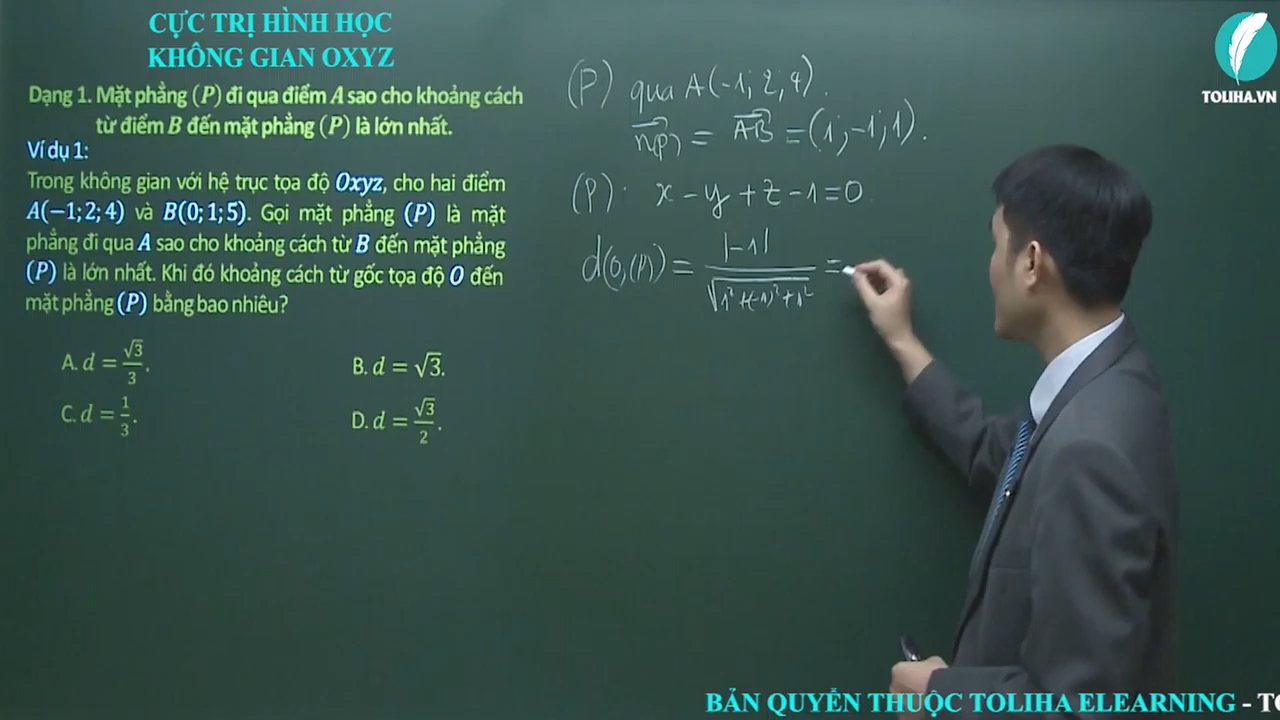 CỰC TRỊ HÌNH HỌC
KHÔNG GIAN OXYZ
Dạng 1. Mặt phẳng (P) đi qua điểm A sao cho khoảng cách
từ điểm B đến mặt phẳng (P) là lớn nhất.
Ví dụ 1:
Trong không gian với hệ trục tọa độ Oxyz, cho hai điểm
A(−1; 2; 4) và B(0; 1; 5). Gọi mặt phẳng (P) là mặt
phẳng đi qua A sao cho khoảng cách từ B đến mặt phẳng
(P) là lớn nhất. Khi đó khoảng cách từ gốc tọa độ O đến
mặt phẳng (P) bằng bao nhiêu?
A. d = √3/3.
B. d = √3.
C. d = 1/3.
D. d = √3/2.
(P) qua A(-1; 2; 4).
n(P) = AB = (1; -1; 1).
(P): x - y + z - 1 = 0
d(O,(P)) = |-1| / √(1² + (-1)² + 1²) =
TOLIHA.VN
BẢN QUYỀN THUỘC TOLIHA ELEARNING - TO